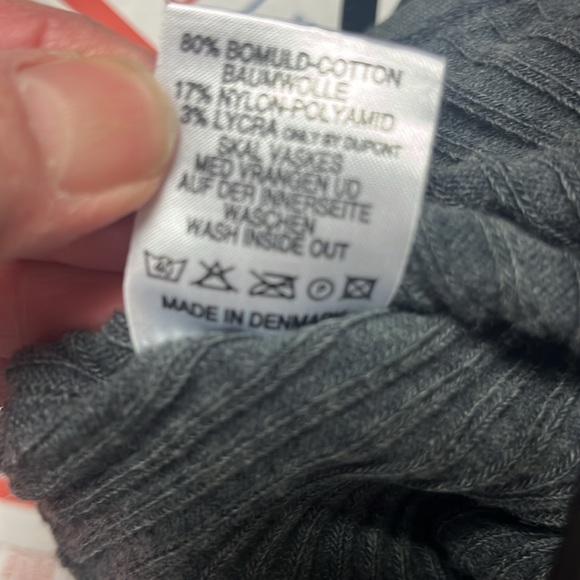 80% BOMULD-COTTON
BAUMWOLLE
17% NYLON-POLYAMID
3% LYCRA ONLY BY DUPONT
SKAL VASKES
MED VRANGEN UD
AUF DER INNERSEITE
WASCHEN
WASH INSIDE OUT
40 P
MADE IN DENMARK